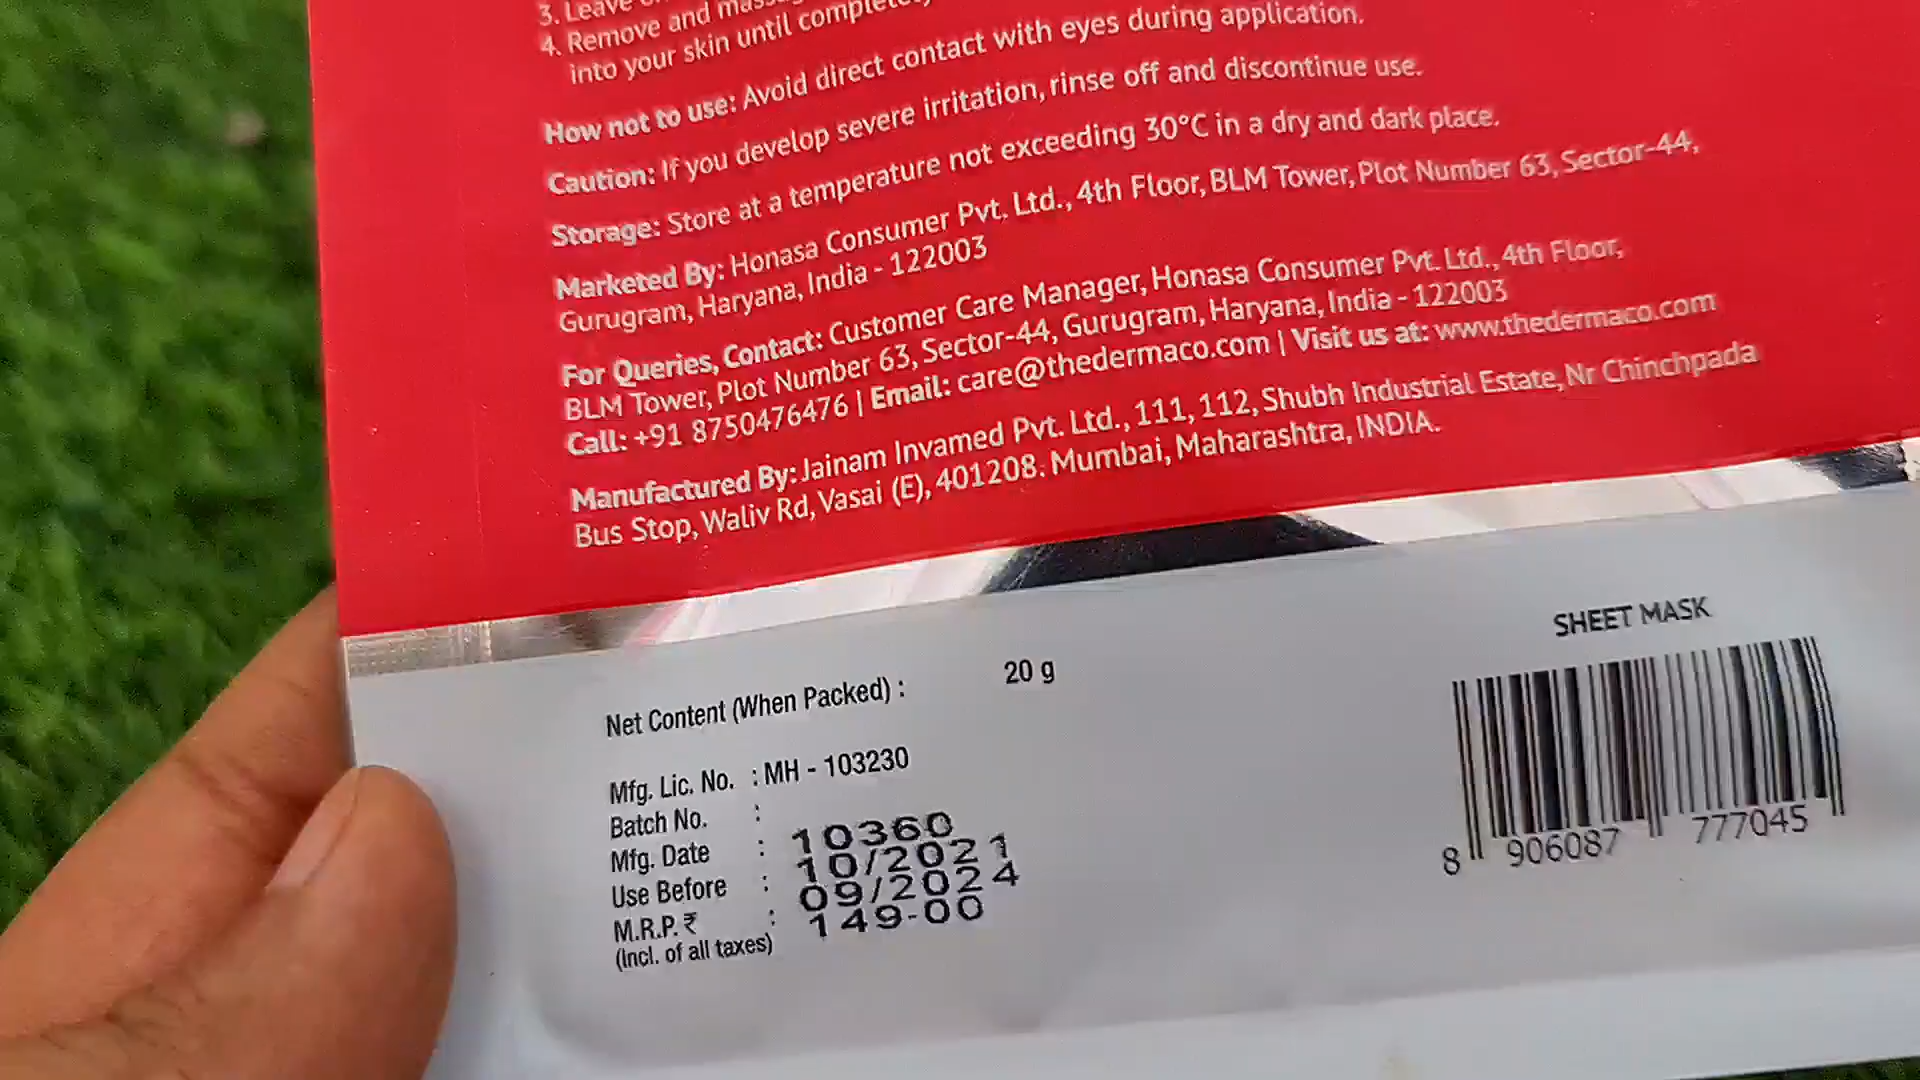 3. Leave
4. Remove and
into your skin until completely
How not to use: Avoid direct contact with eyes during application.
Caution: If you develop severe irritation, rinse off and discontinue use.
Storage: Store at a temperature not exceeding 30°C in a dry and dark place.
Marketed By: Honasa Consumer Pvt. Ltd., 4th Floor, BLM Tower, Plot Number 63, Sector-44,
Gurugram, Haryana, India - 122003
For Queries, Contact: Customer Care Manager, Honasa Consumer Pvt. Ltd., 4th Floor,
BLM Tower, Plot Number 63, Sector-44, Gurugram, Haryana, India - 122003
Call: +91 8750476476 | Email: care@thedermaco.com | Visit us at: www.thedermaco.com
Manufactured By: Jainam Invamed Pvt. Ltd., 111, 112, Shubh Industrial Estate, Nr Chinchpada
Bus Stop, Waliv Rd, Vasai (E), 401208. Mumbai, Maharashtra, INDIA.
Net Content (When Packed) : 20 g
Mfg. Lic. No. : MH - 103230
Batch No. : 10360
Mfg. Date : 10/2021
Use Before : 09/2024
M.R.P. ₹ : 149-00
(Incl. of all taxes)
SHEET MASK
8 906087 777045